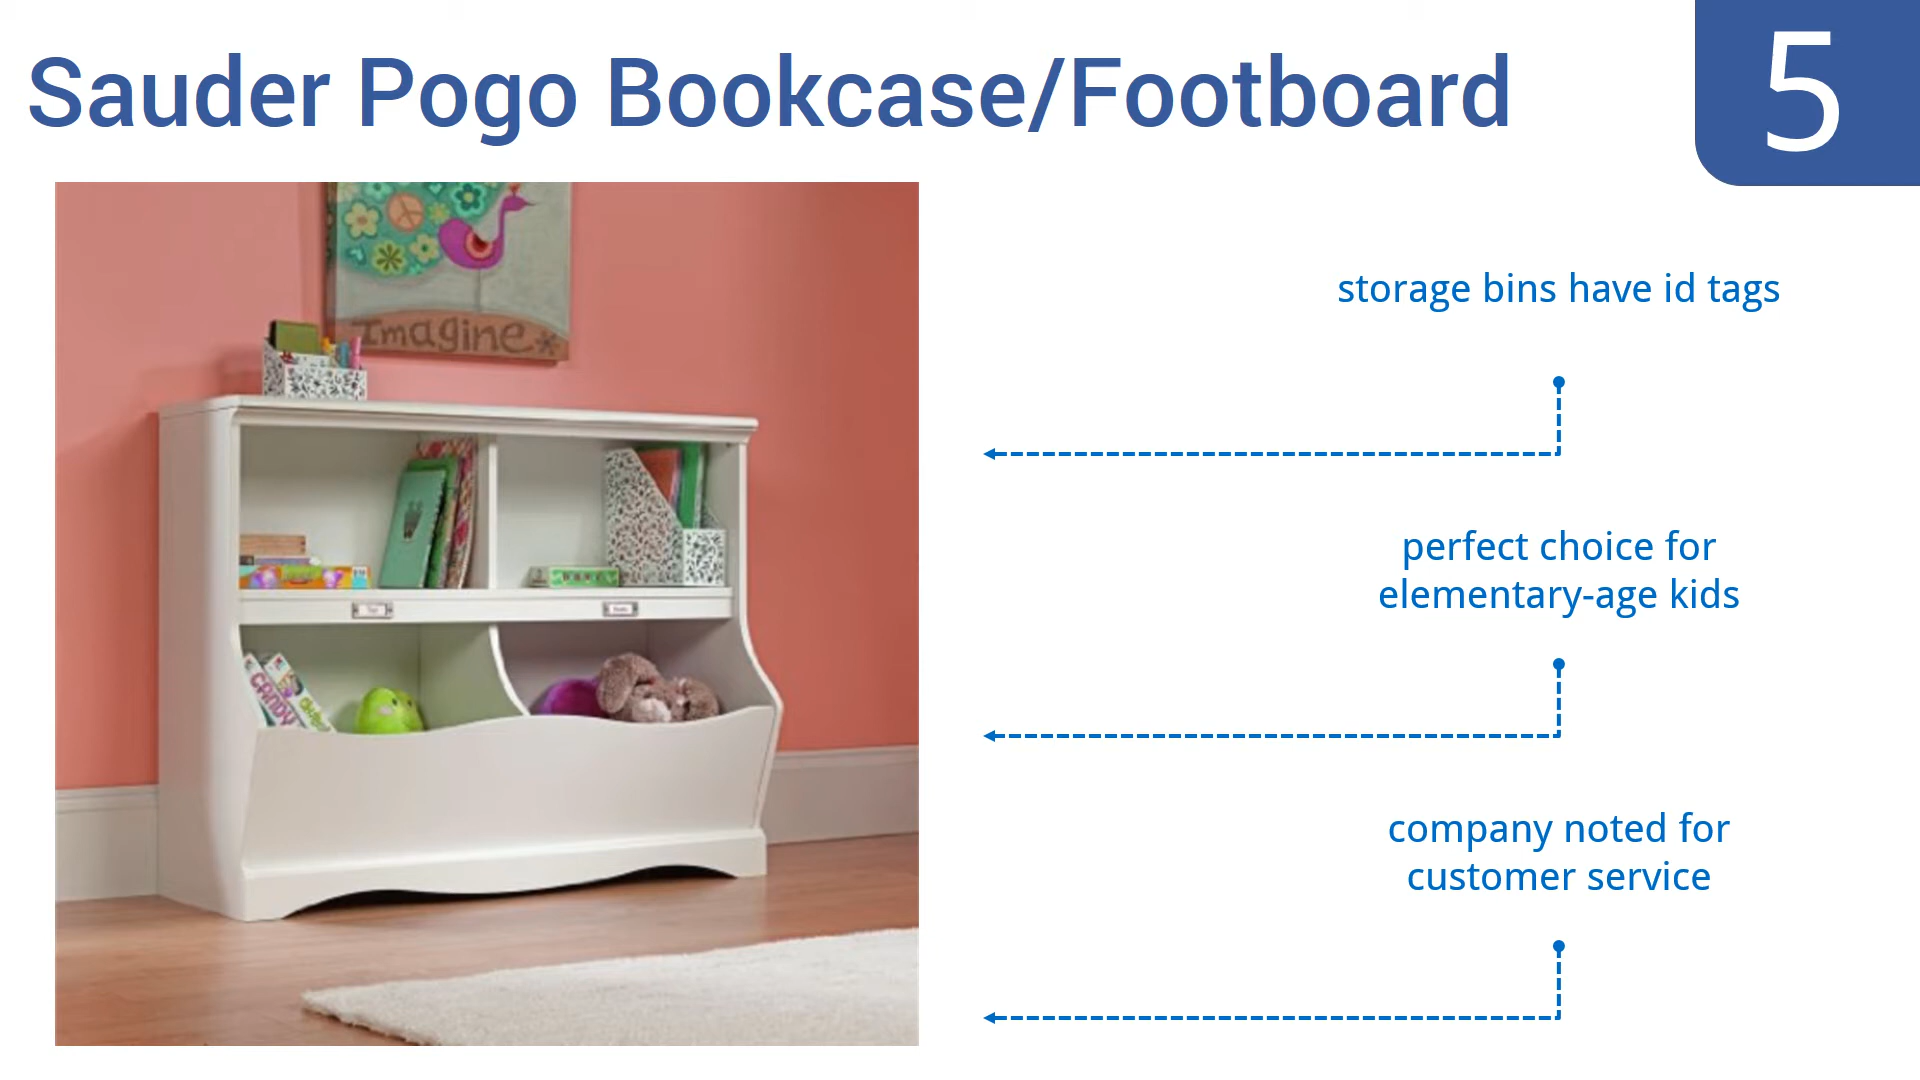 Sauder Pogo Bookcase/Footboard
5
Imagine
storage bins have id tags
perfect choice for
elementary-age kids
CANDY
company noted for
customer service